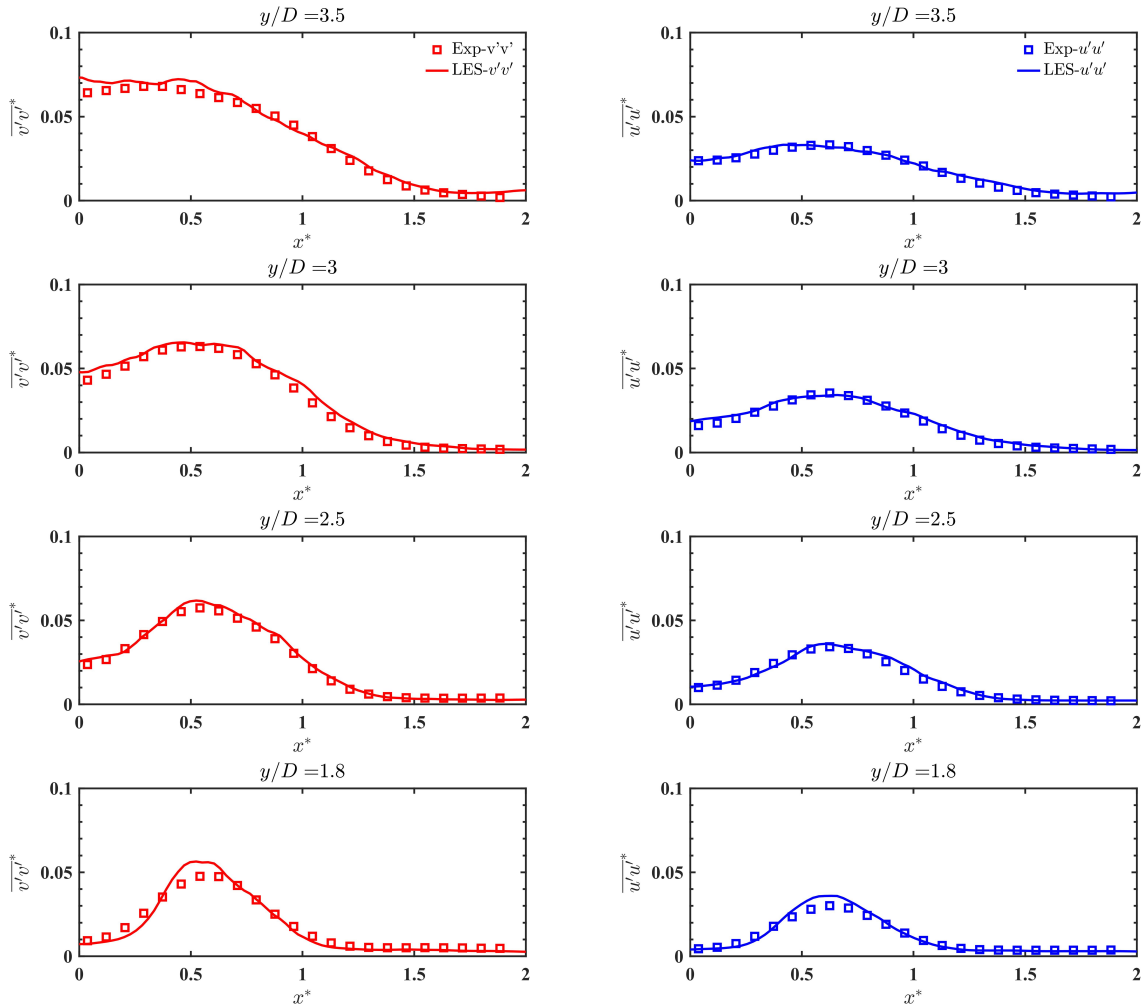 y/D =3.5
0.1
0.05
0
v'v'*
Exp-v'v'
LES-v'v'
0 0.5 1 1.5 2
x*
y/D =3.5
0.1
0.05
0
u'u'*
Exp-u'u'
LES-u'u'
0 0.5 1 1.5 2
x*
y/D =3
0.1
0.05
0
v'v'*
0 0.5 1 1.5 2
x*
y/D =3
0.1
0.05
0
u'u'*
0 0.5 1 1.5 2
x*
y/D =2.5
0.1
0.05
0
v'v'*
0 0.5 1 1.5 2
x*
y/D =2.5
0.1
0.05
0
u'u'*
0 0.5 1 1.5 2
x*
y/D =1.8
0.1
0.05
0
v'v'*
0 0.5 1 1.5 2
x*
y/D =1.8
0.1
0.05
0
u'u'*
0 0.5 1 1.5 2
x*